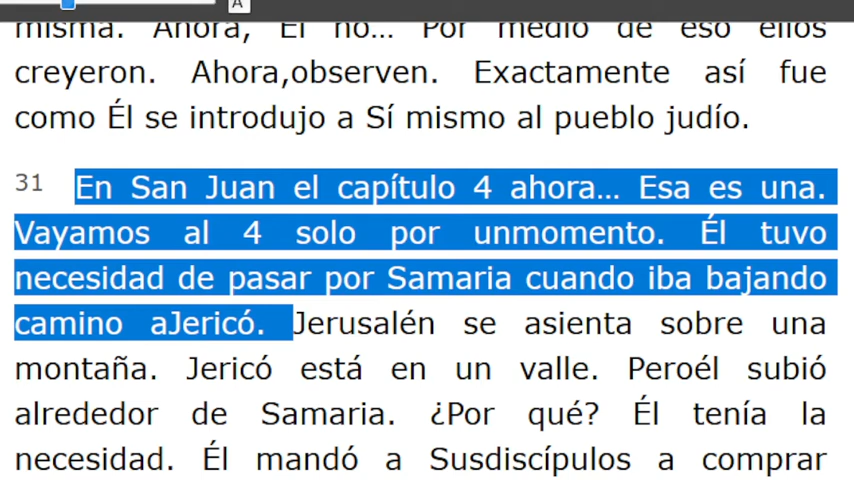 A
misma. Ahora, Él no… Por medio de eso ellos
creyeron. Ahora,observen. Exactamente así fue
como Él se introdujo a Sí mismo al pueblo judío.
31 En San Juan el capítulo 4 ahora… Esa es una.
Vayamos al 4 solo por unmomento. Él tuvo
necesidad de pasar por Samaria cuando iba bajando
camino aJericó. Jerusalén se asienta sobre una
montaña. Jericó está en un valle. Peroél subió
alrededor de Samaria. ¿Por qué? Él tenía la
necesidad. Él mandó a Susdiscípulos a comprar